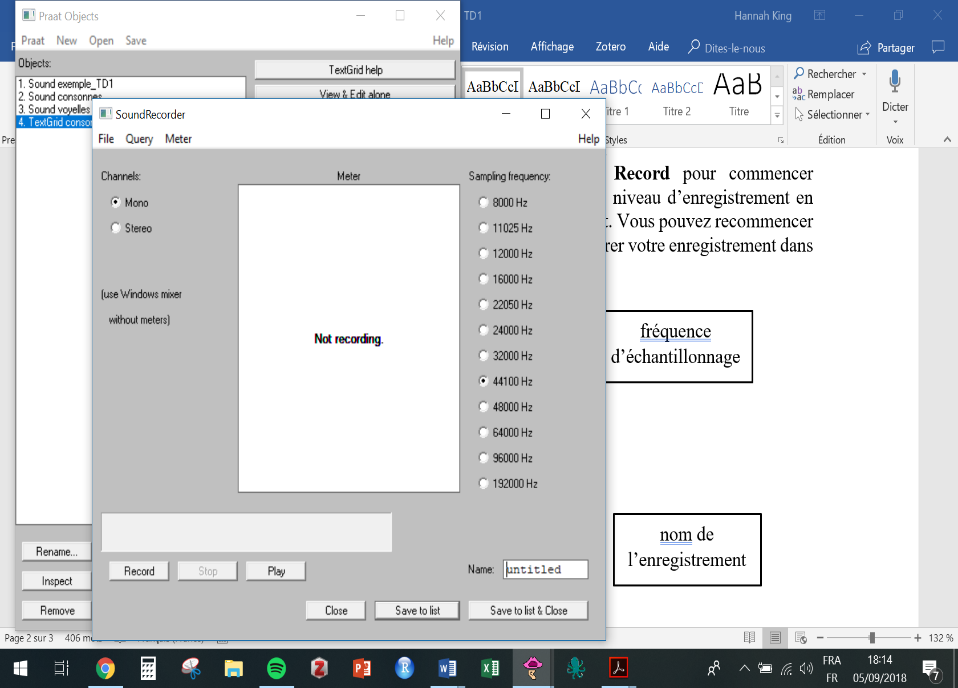 Praat Objects
Praat New Open Save Help
Objects:
1. Sound exemple_TD1
2. Sound consonnes
3. Sound voyelles
4. TextGrid
TextGrid help
View & Edit alone
Rename...
Inspect
Remove
SoundRecorder
File Query Meter Help
Channels:
Mono
Stereo
(use Windows mixer
without meters)
Meter
Not recording.
Sampling frequency:
8000 Hz
11025 Hz
12000 Hz
16000 Hz
22050 Hz
24000 Hz
32000 Hz
44100 Hz
48000 Hz
64000 Hz
96000 Hz
192000 Hz
Record Stop Play
Name: untitled
Close Save to list Save to list & Close
TD1 Hannah King
Révision Affichage Zotero Aide Dites-le-nous Partager
AaBbCcI AaBbCcI AaBbCc AaBbCcD AaB
Titre 2 Titre
Rechercher
Remplacer
Sélectionner
Dicter
Édition Voix
Record pour commencer
niveau d’enregistrement en
Vous pouvez recommencer
votre enregistrement dans
fréquence
d’échantillonnage
nom de
l’enregistrement
Page 2 sur 3 406
132 %
FRA
FR
18:14
05/09/2018
7